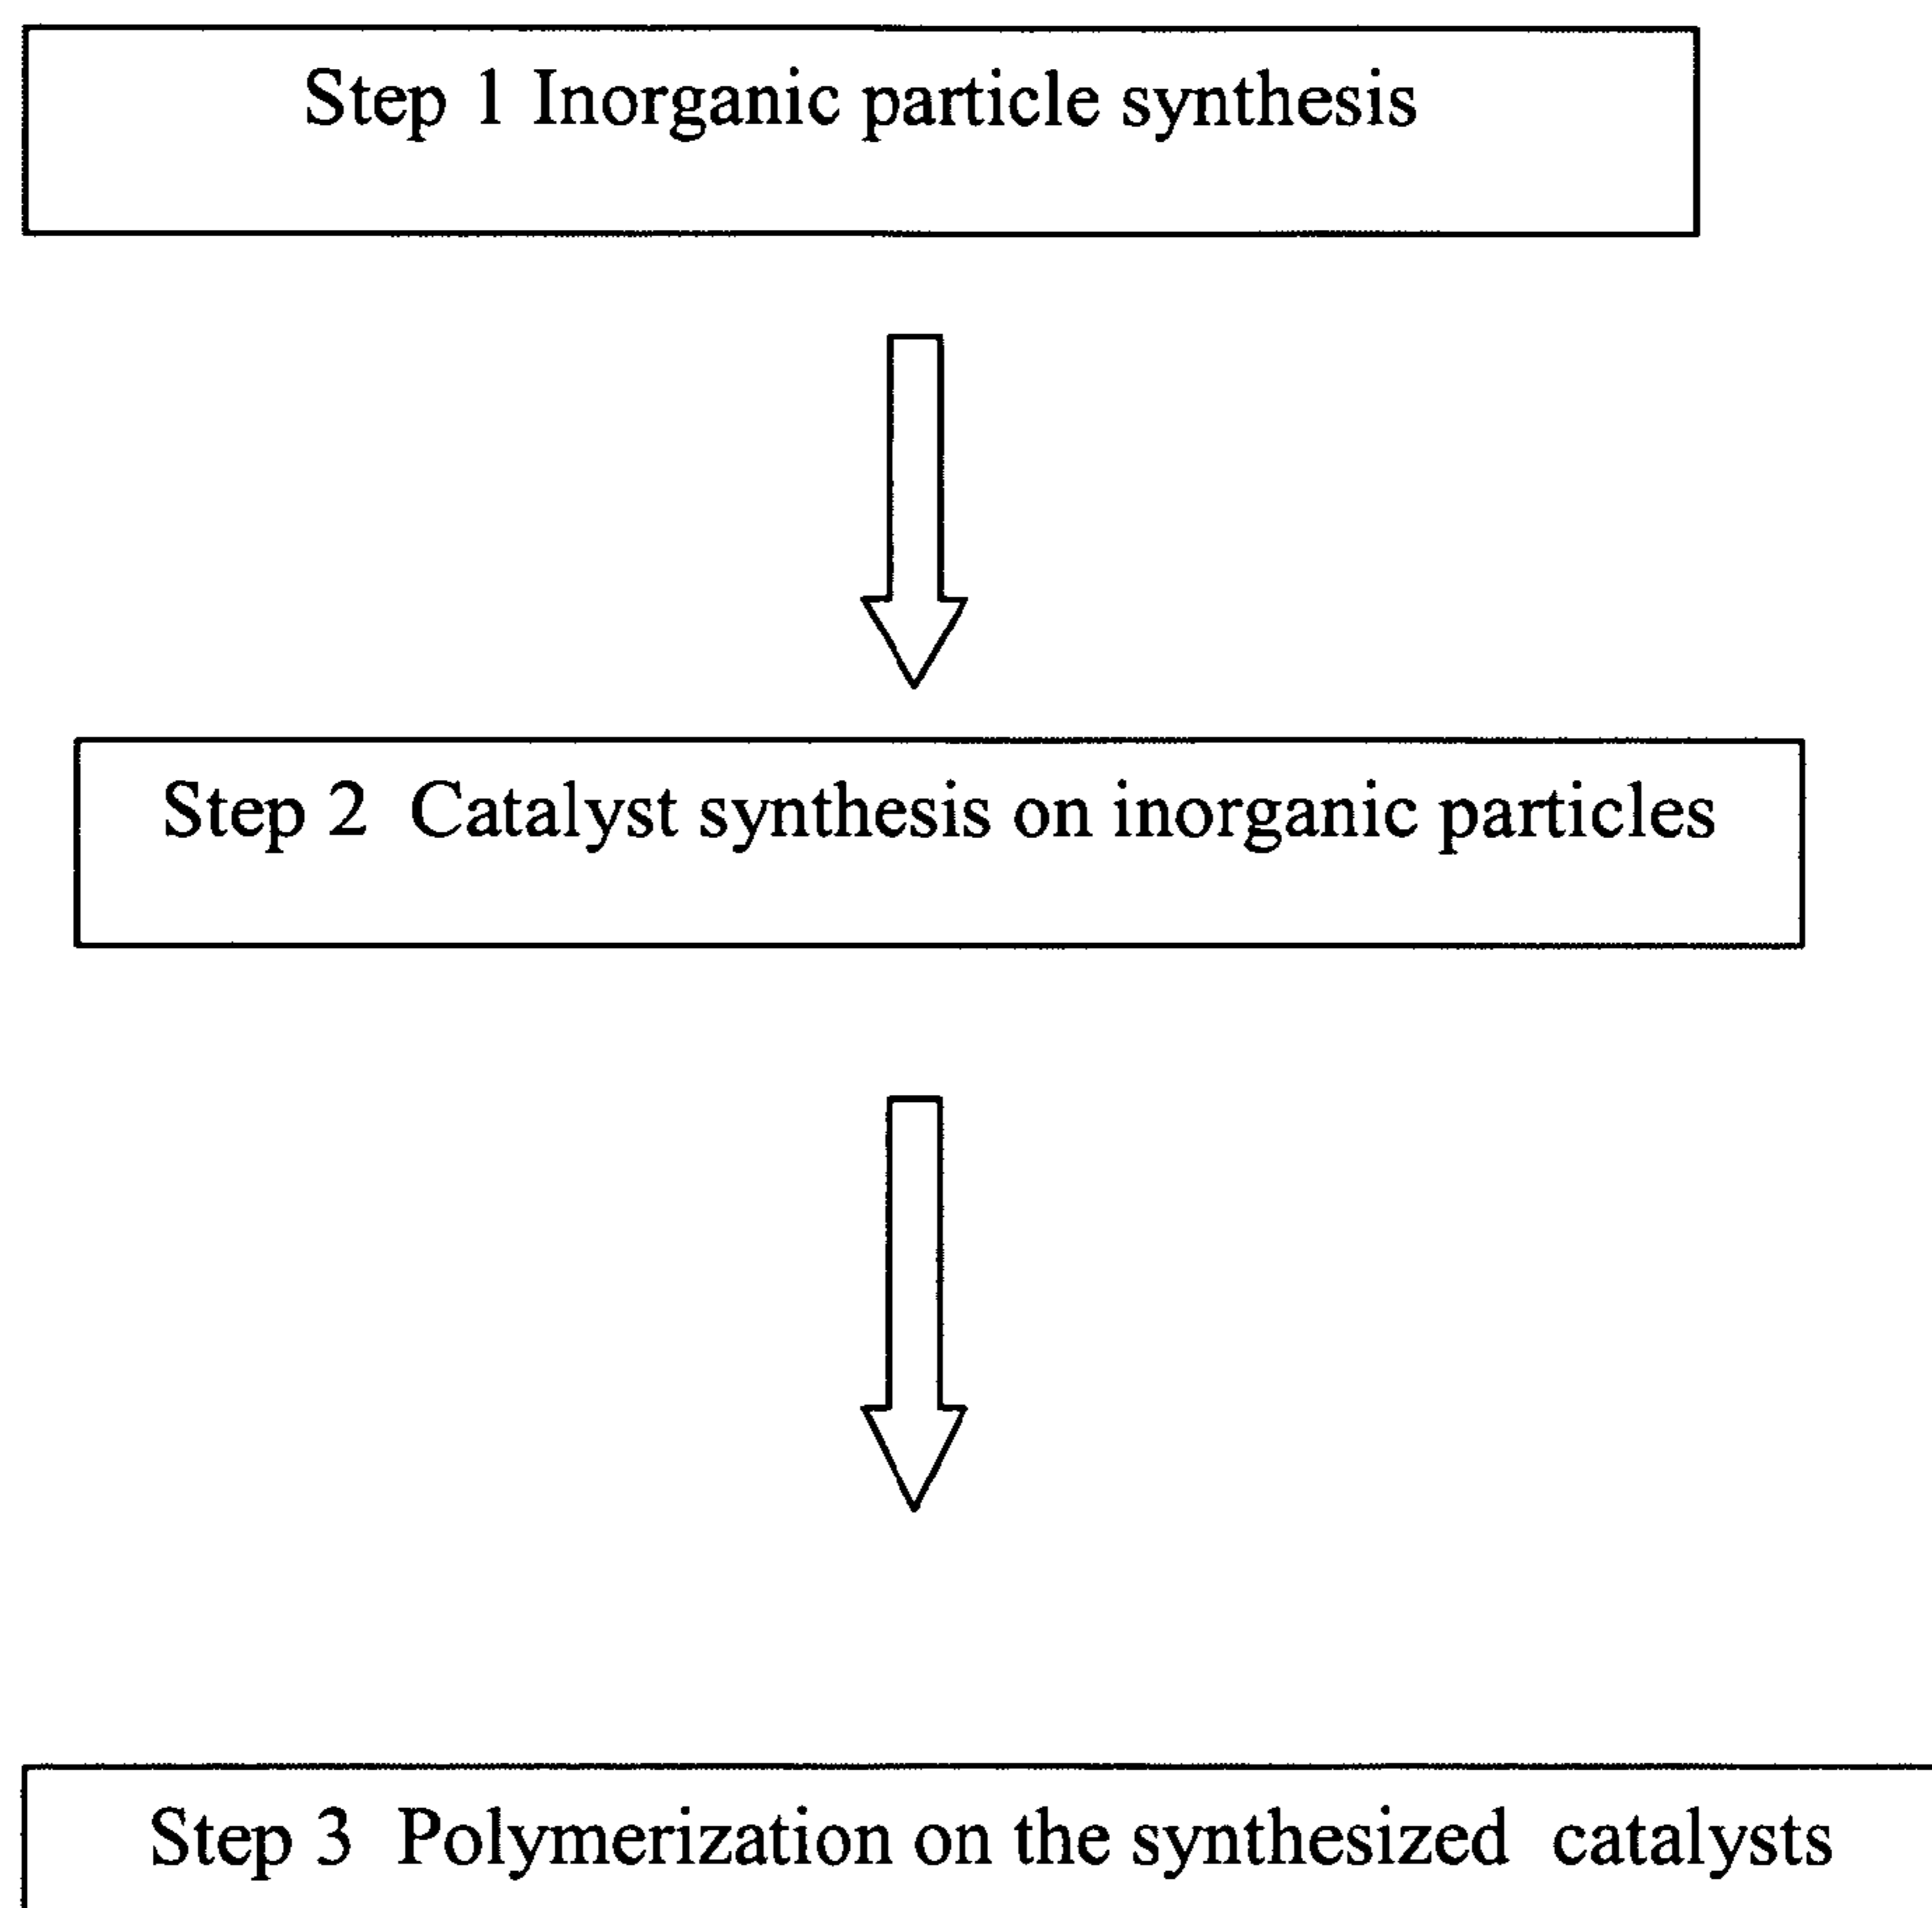 Step 1 Inorganic particle synthesis
Step 2 Catalyst synthesis on inorganic particles
Step 3 Polymerization on the synthesized catalysts